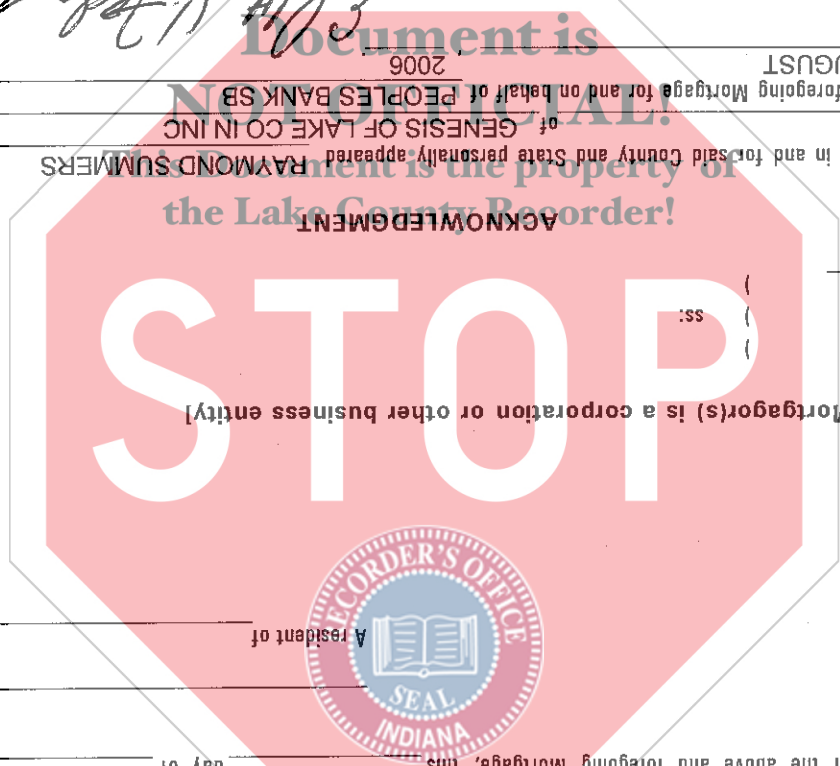 Document is
NOT OFFICIAL!
This Document is the property of
the Lake County Recorder!
STOP
RECORDER'S OFFICE
SEAL
INDIANA
the above and foregoing Mortgage, this day of
A resident of
ortgagor(s) is a corporation or other business entity]
)
) ss:
)
ACKNOWLEDGMENT
in and for said County and State personally appeared RAYMOND SUMMERS
of GENESIS OF LAKE CO IN INC
foregoing Mortgage for and on behalf of PEOPLES BANK SB
UGUST, 2006.